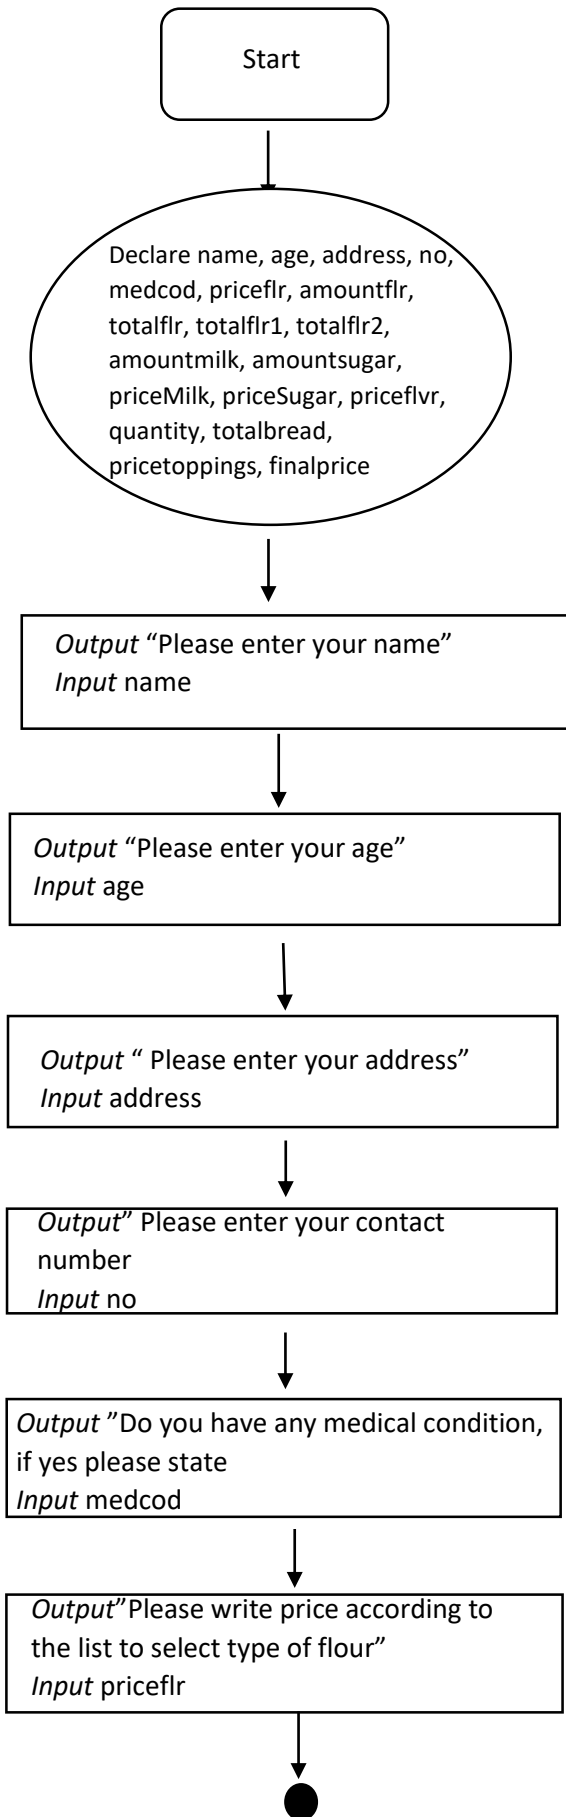 Start
Declare name, age, address, no,
medcod, priceflr, amountflr,
totalflr, totalflr1, totalflr2,
amountmilk, amountsugar,
priceMilk, priceSugar, priceflvr,
quantity, totalbread,
pricetoppings, finalprice
Output “Please enter your name”
Input name
Output “Please enter your age”
Input age
Output “ Please enter your address”
Input address
Output” Please enter your contact
number
Input no
Output ”Do you have any medical condition,
if yes please state
Input medcod
Output”Please write price according to
the list to select type of flour”
Input priceflr